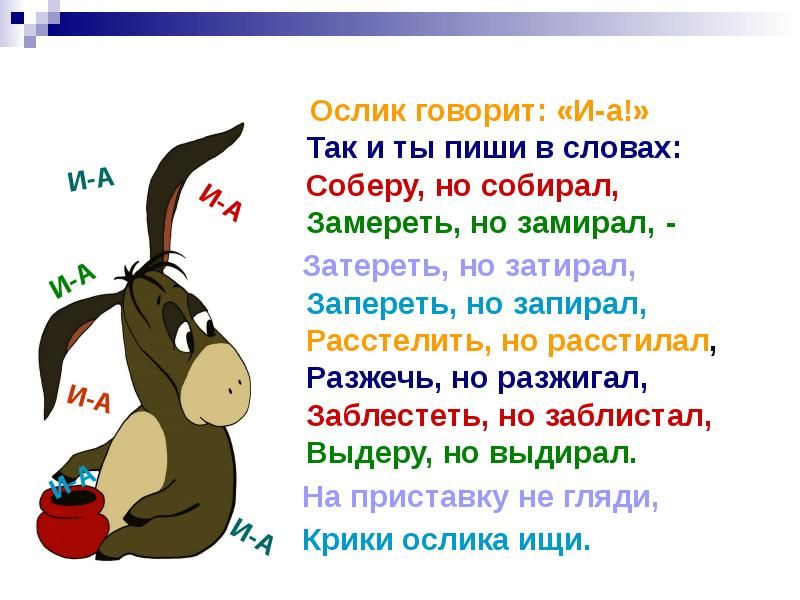 Ослик говорит: «И-а!»
Так и ты пиши в словах:
Соберу, но собирал,
Замереть, но замирал, -
Затереть, но затирал,
Запереть, но запирал,
Расстелить, но расстилал,
Разжечь, но разжигал,
Заблестеть, но заблистал,
Выдеру, но выдирал.
На приставку не гляди,
Крики ослика ищи.
И-А
И-А
И-А
И-А
И-А
И-А